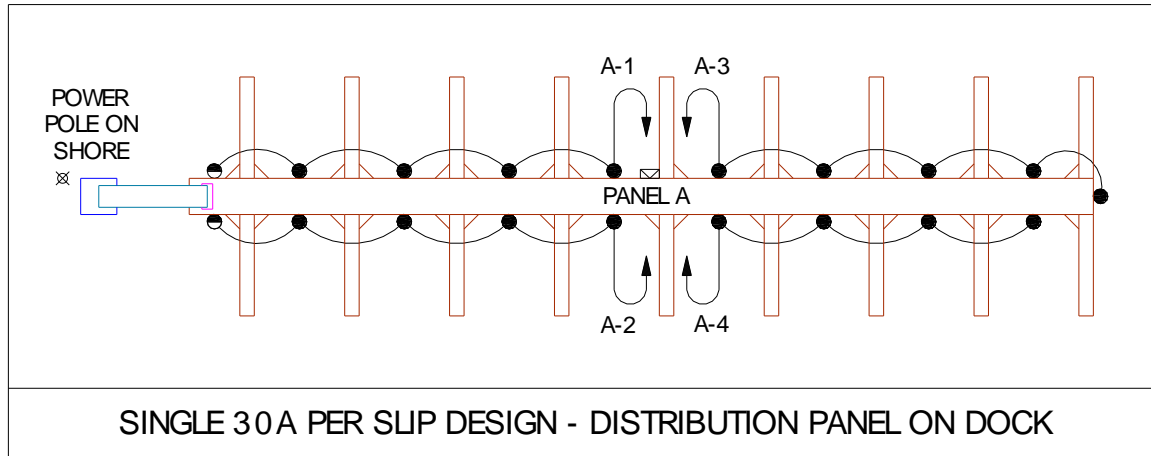 A-1
A-3
POWER
POLE ON
SHORE
PANEL A
A-2
A-4
SINGLE 30A PER SLIP DESIGN - DISTRIBUTION PANEL ON DOCK